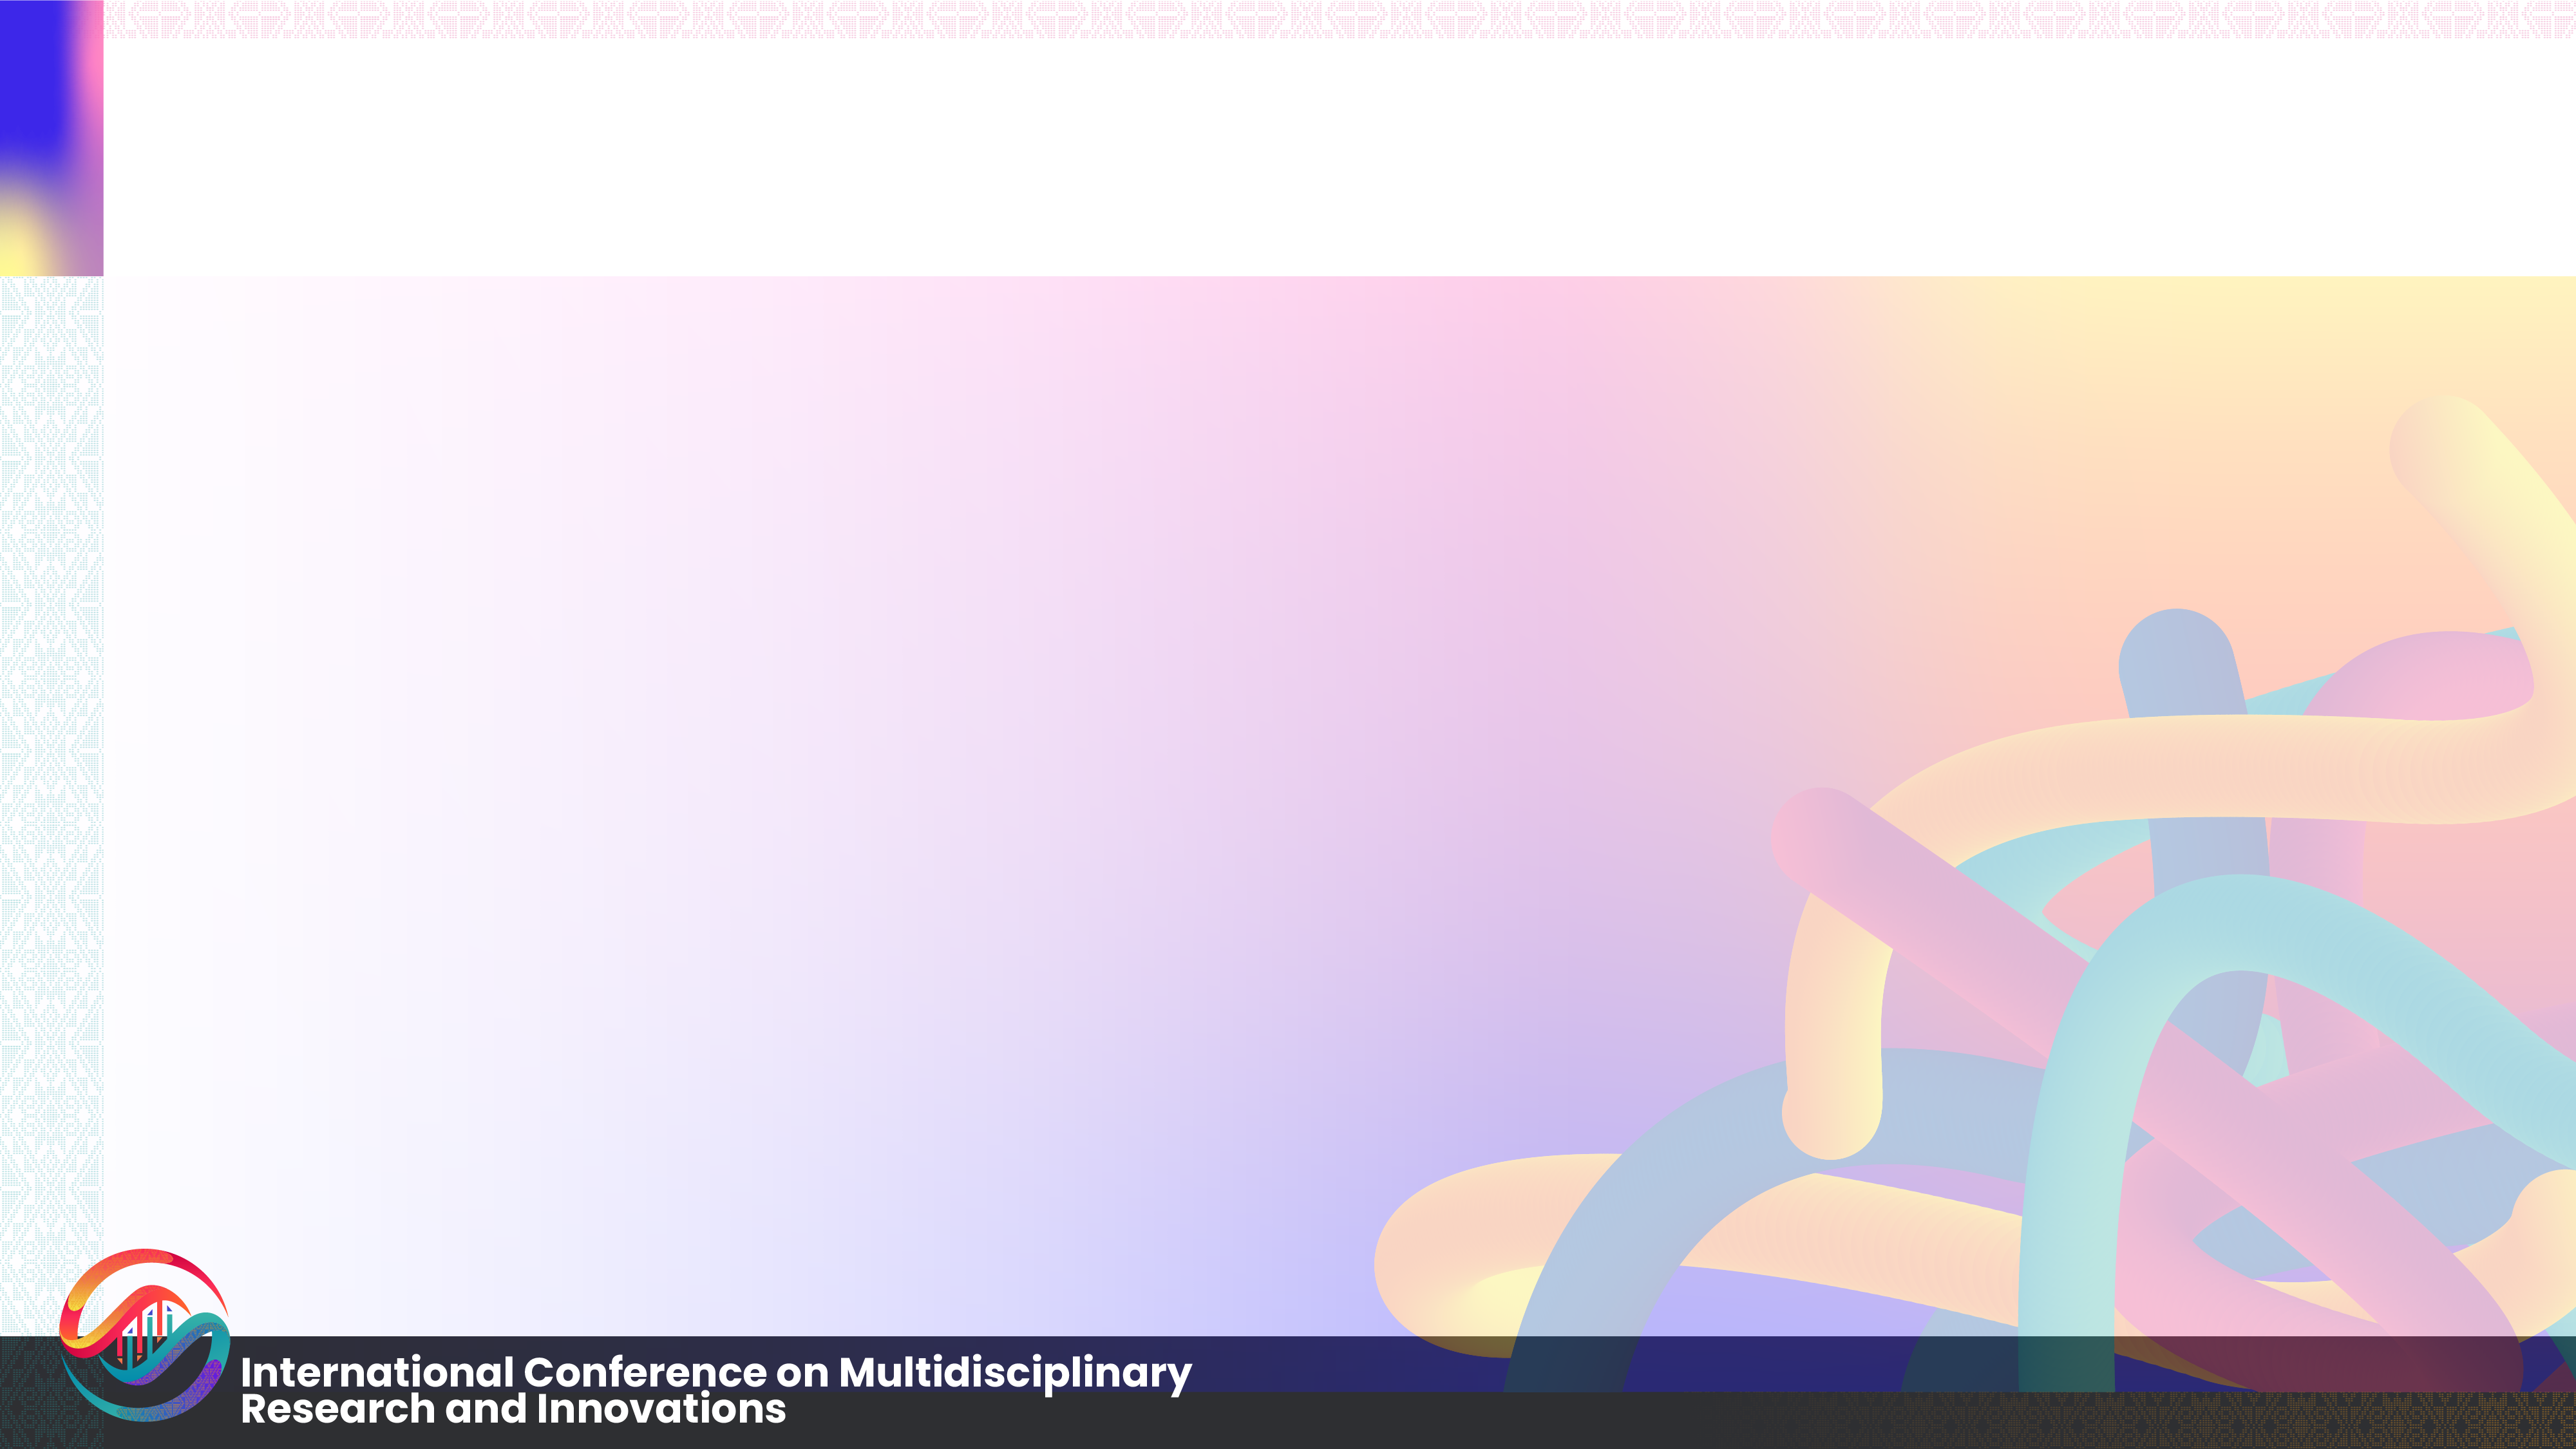 International Conference on Multidisciplinary
Research and Innovations